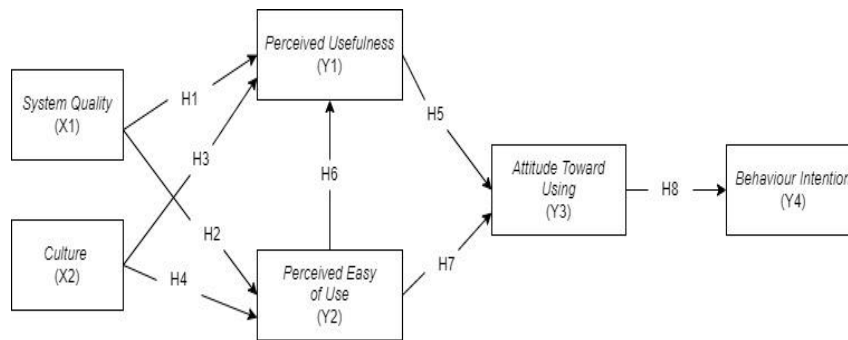 Perceived Usefulness
(Y1)
System Quality
(X1)
H1
H5
H3
Attitude Toward
Using
(Y3)
H8
Behaviour Intention
(Y4)
H6
Culture
(X2)
H2
H4
Perceived Easy
of Use
(Y2)
H7